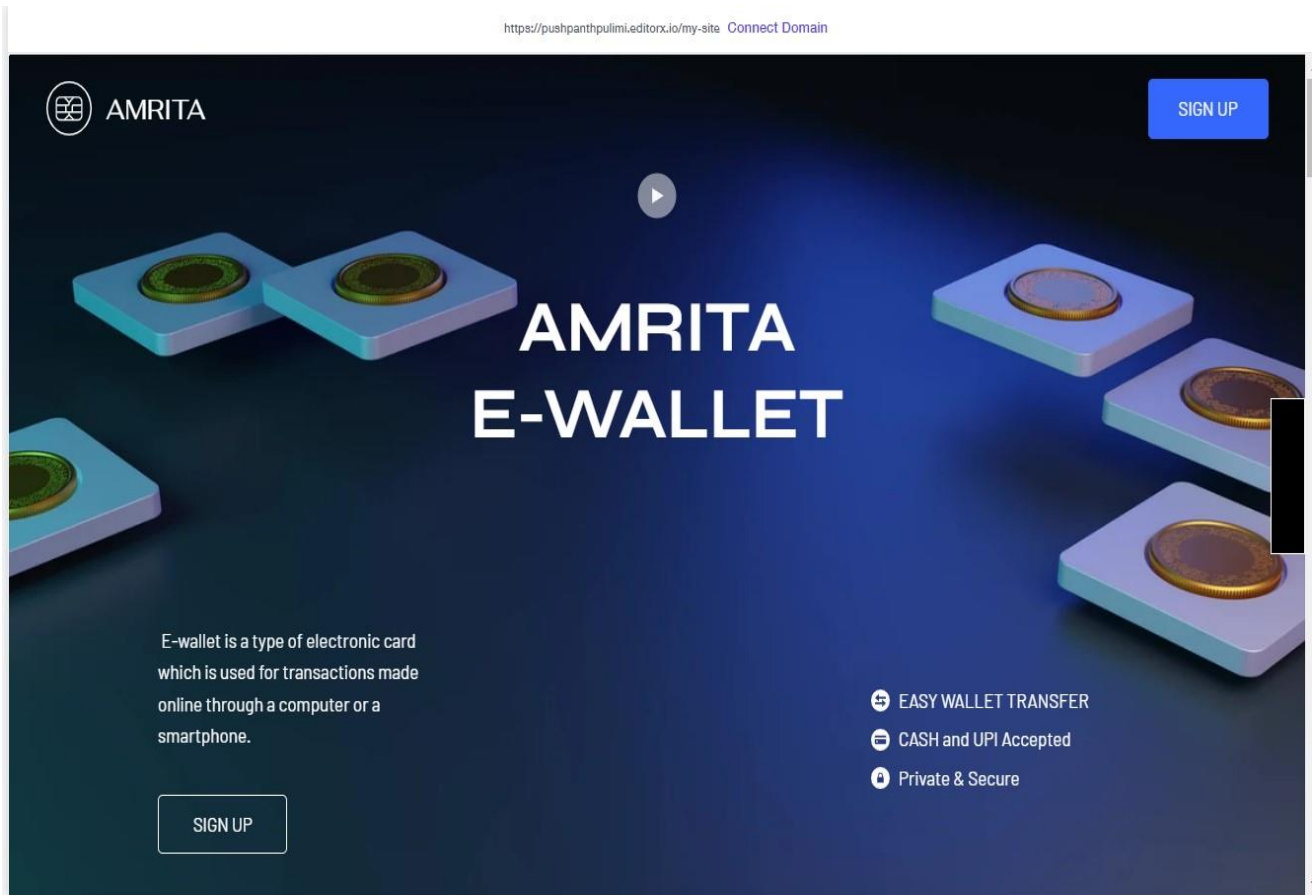 https://pushpanthpulimi.editorx.io/my-site Connect Domain
AMRITA
SIGN UP
AMRITA
E-WALLET
E-wallet is a type of electronic card
which is used for transactions made
online through a computer or a
smartphone.
SIGN UP
EASY WALLET TRANSFER
CASH and UPI Accepted
Private & Secure